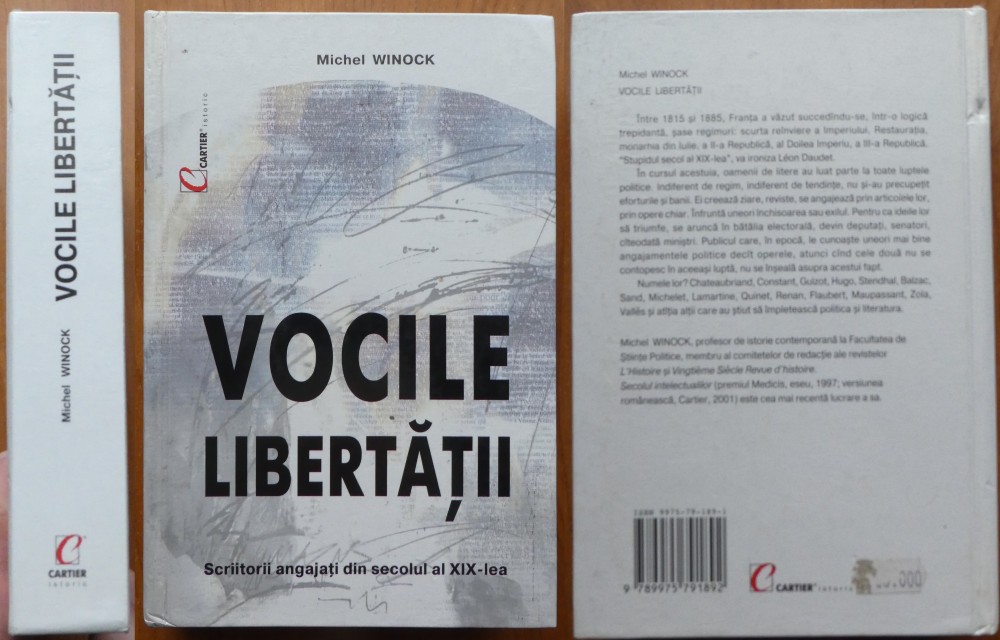 VOCILE LIBERTĂȚII
Michel WINOCK
CARTIER
istoric
Michel WINOCK
CARTIER istoric
VOCILE
LIBERTĂȚII
Scriitorii angajați din secolul al XIX-lea
Michel WINOCK
VOCILE LIBERTĂȚII
Între 1815 și 1885, Franța a văzut succedîndu-se, într-o logică
trepidantă, șase regimuri: scurta reînviere a Imperiului, Restaurația,
monarhia din Iulie, a II-a Republică, al Doilea Imperiu, a III-a Republică.
"Stupidul secol al XIX-lea", va ironiza Léon Daudet.
În cursul acestuia, oamenii de litere au luat parte la toate luptele
politice. Indiferent de regim, indiferent de tendințe, nu și-au precupețit
eforturile și banii. Ei creează ziare, reviste, se angajează prin articolele lor,
prin opere chiar. Înfruntă uneori închisoarea sau exilul. Pentru ca ideile lor
să triumfe, se aruncă în bătălia electorală, devin deputați, senatori,
cîteodată miniștri. Publicul care, în epocă, le cunoaște uneori mai bine
angajamentele politice decît operele, atunci cînd cele două nu se
contopesc în aceeași luptă, nu se înșeală asupra acestui fapt.
Numele lor? Chateaubriand, Constant, Guizot, Hugo, Stendhal, Balzac,
Sand, Michelet, Lamartine, Quinet, Renan, Flaubert, Maupassant, Zola,
Vallès și atîția alții care au știut să împletească politica și literatura.
Michel WINOCK, profesor de istorie contemporană la Facultatea de
Științe Politice, membru al comitetelor de redacție ale revistelor
L'Histoire și Vingtième Siècle Revue d'histoire.
Secolul intelectualilor (premiul Medicis, eseu, 1997; versiunea
românească, Cartier, 2001) este cea mai recentă lucrare a sa.
ISBN 9975-79-189-1
9 789975 791892
CARTIER istoric